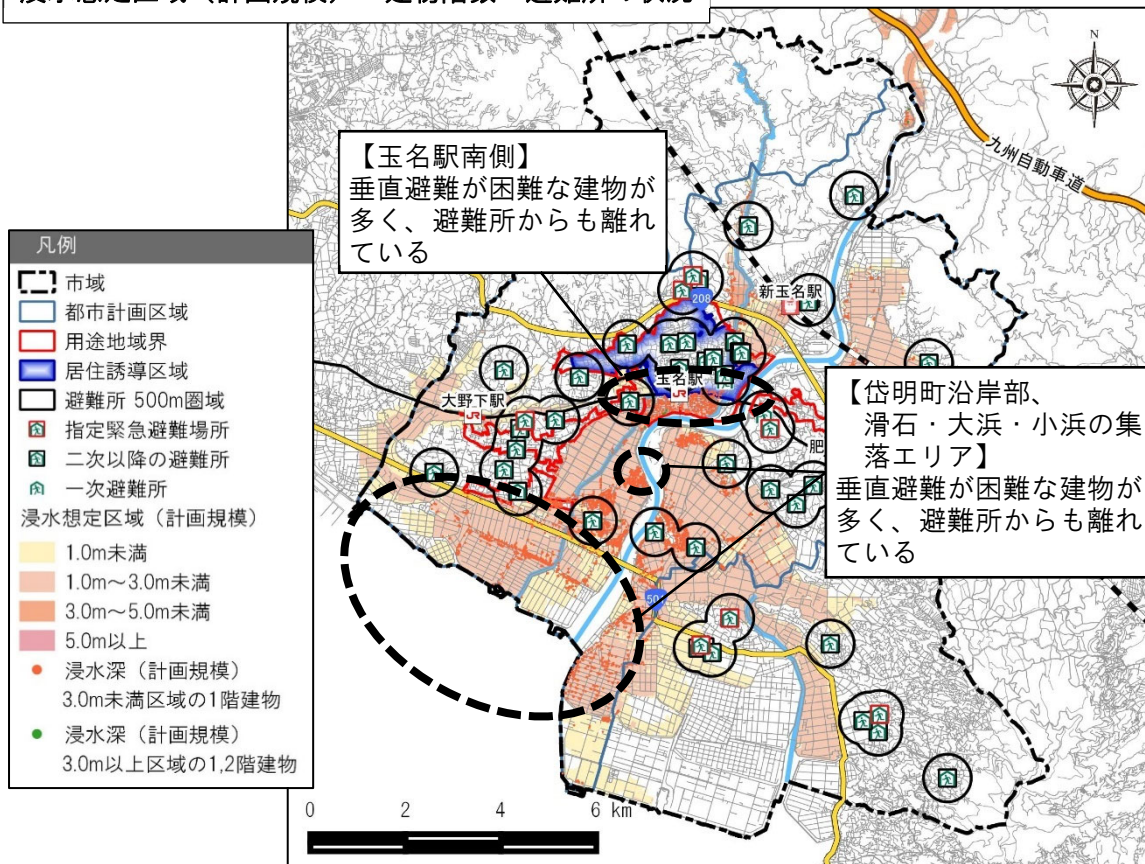 浸水想定区域（計画規模）
建物階数
避難所の状況
N
九州自動車道
【玉名駅南側】
垂直避難が困難な建物が
多く、避難所からも離れ
ている
208
新玉名駅
玉名駅
大野下駅
肥
501
【岱明町沿岸部、
滑石・大浜・小浜の集
落エリア】
垂直避難が困難な建物が
多く、避難所からも離れ
ている
凡例
市域
都市計画区域
用途地域界
居住誘導区域
避難所 500m圏域
指定緊急避難場所
二次以降の避難所
一次避難所
浸水想定区域（計画規模）
1.0m未満
1.0m～3.0m未満
3.0m～5.0m未満
5.0m以上
浸水深（計画規模）
3.0m未満区域の1階建物
浸水深（計画規模）
3.0m以上区域の1,2階建物
0 2 4 6 km